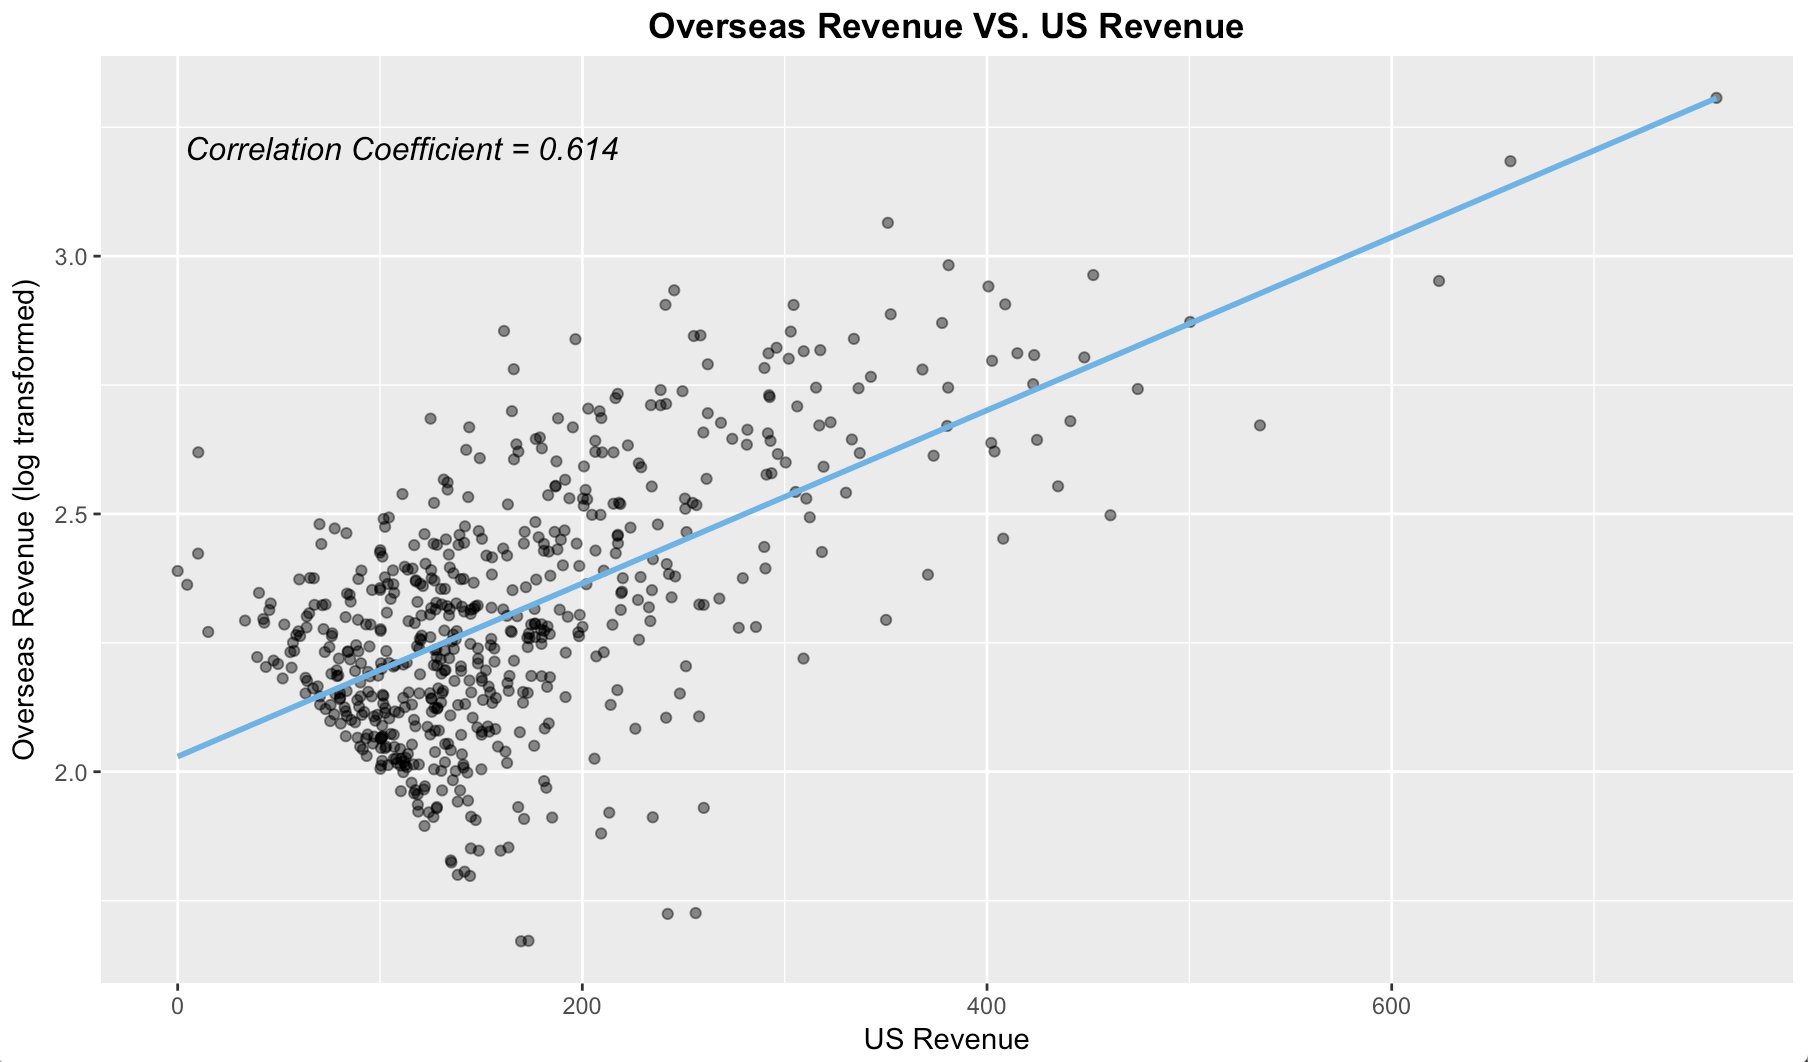 Overseas Revenue VS. US Revenue
Correlation Coefficient = 0.614
Overseas Revenue (log transformed)
3.0
2.5
2.0
0
200
400
600
US Revenue